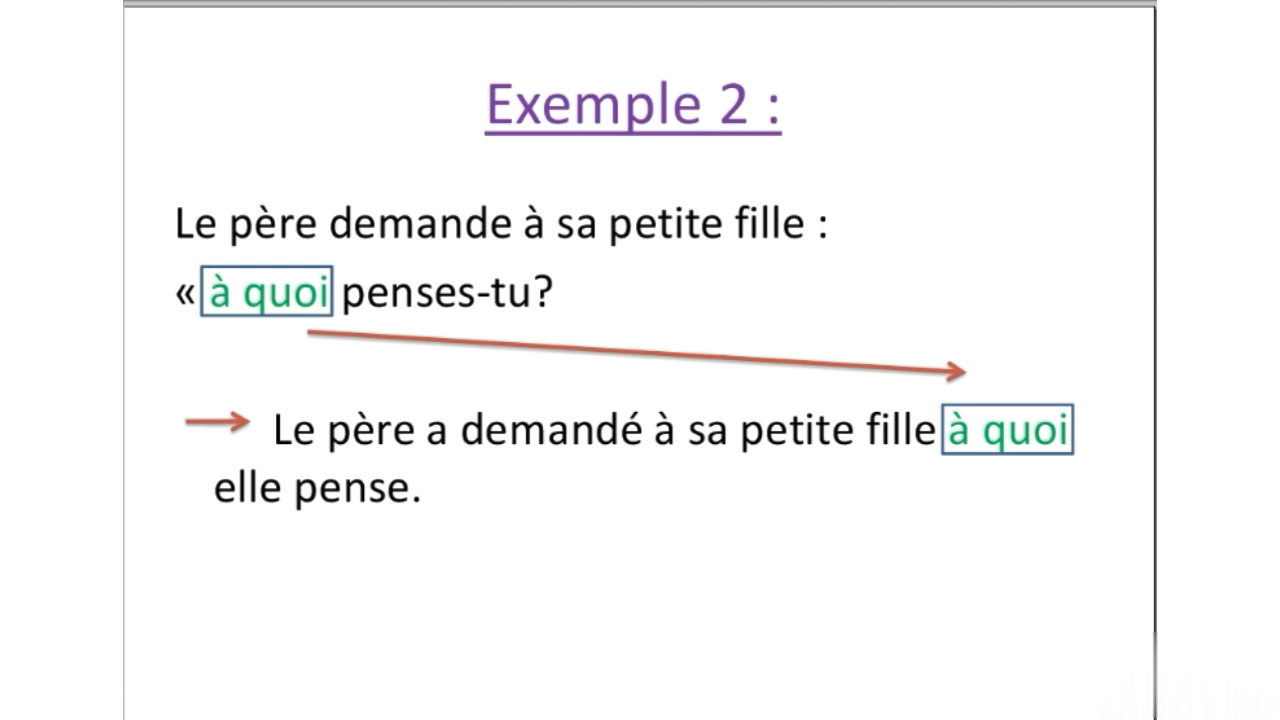 Exemple 2 :
Le père demande à sa petite fille :
« à quoi penses-tu?
Le père a demandé à sa petite fille à quoi
elle pense.